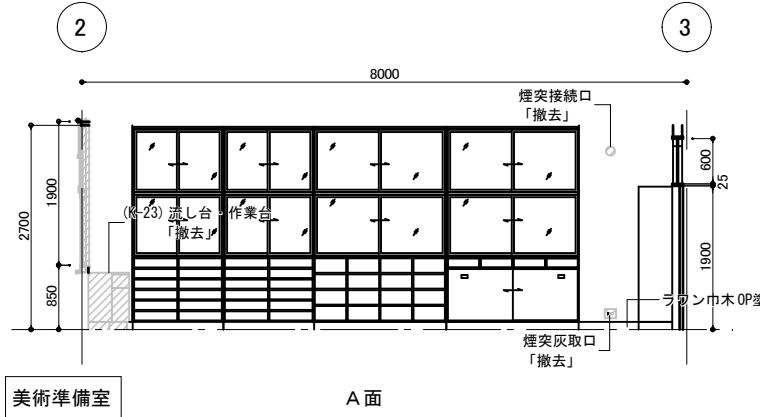 2
3
8000
煙突接続口
「撤去」
600
25
1900
2700
1900
850
(K-23) 流し台・作業台
「撤去」
ラワン巾木 OP塗
煙突灰取口
「撤去」
美術準備室
A面